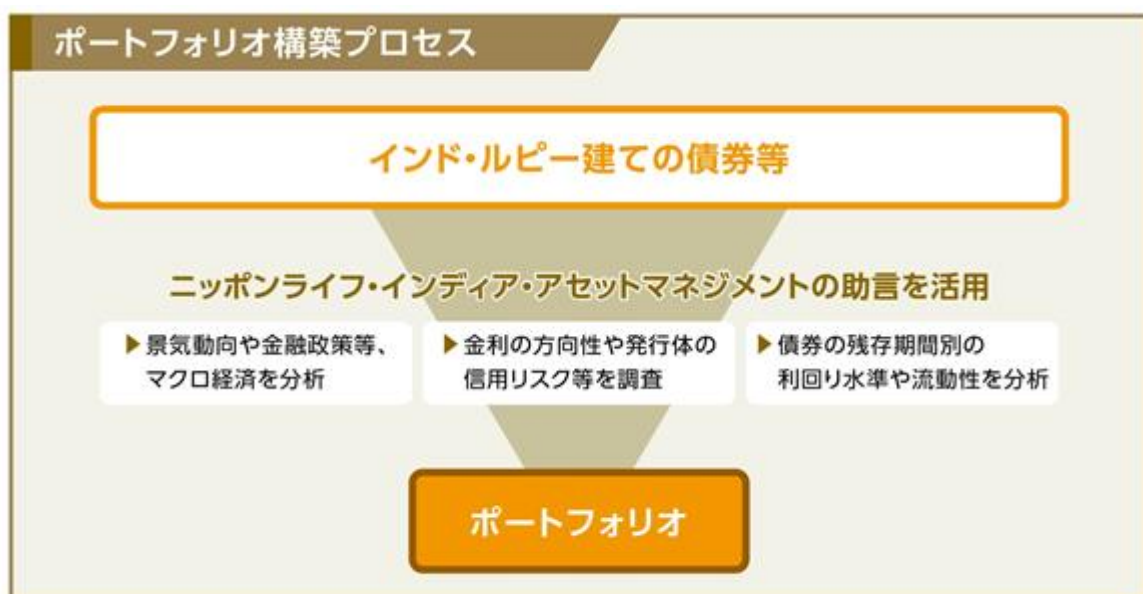 ポートフォリオ構築プロセス
インド・ルピー建ての債券等
ニッポンライフ・インディア・アセットマネジメントの助言を活用
▶景気動向や金融政策等、
マクロ経済を分析
▶金利の方向性や発行体の
信用リスク等を調査
▶債券の残存期間別の
利回り水準や流動性を分析
ポートフォリオ